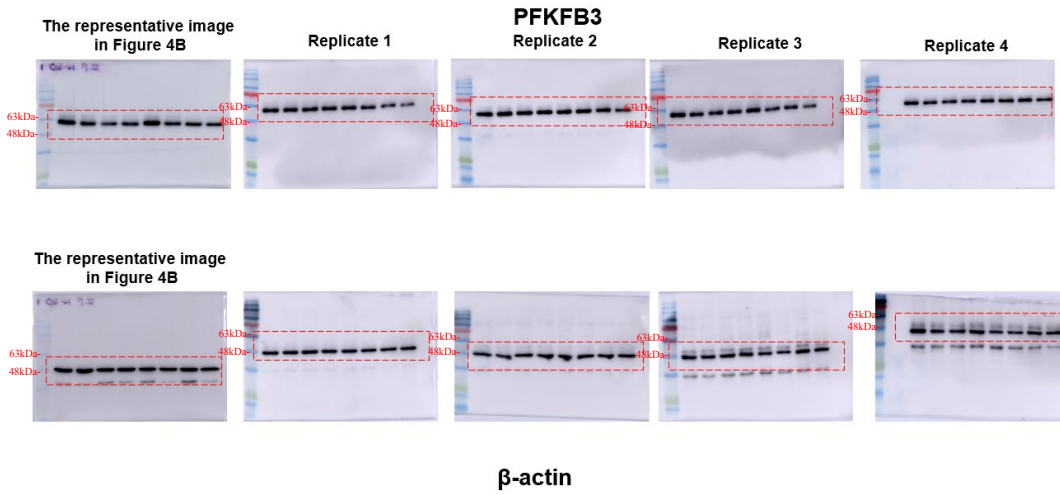 PFKFB3
The representative image
in Figure 4B
Replicate 1
Replicate 2
Replicate 3
Replicate 4
63kDa-
48kDa-
63kDa-
48kDa-
63kDa-
48kDa-
63kDa-
48kDa-
63kDa-
48kDa-
The representative image
in Figure 4B
63kDa-
48kDa-
63kDa-
48kDa-
63kDa-
48kDa-
63kDa-
48kDa-
63kDa-
48kDa-
β-actin